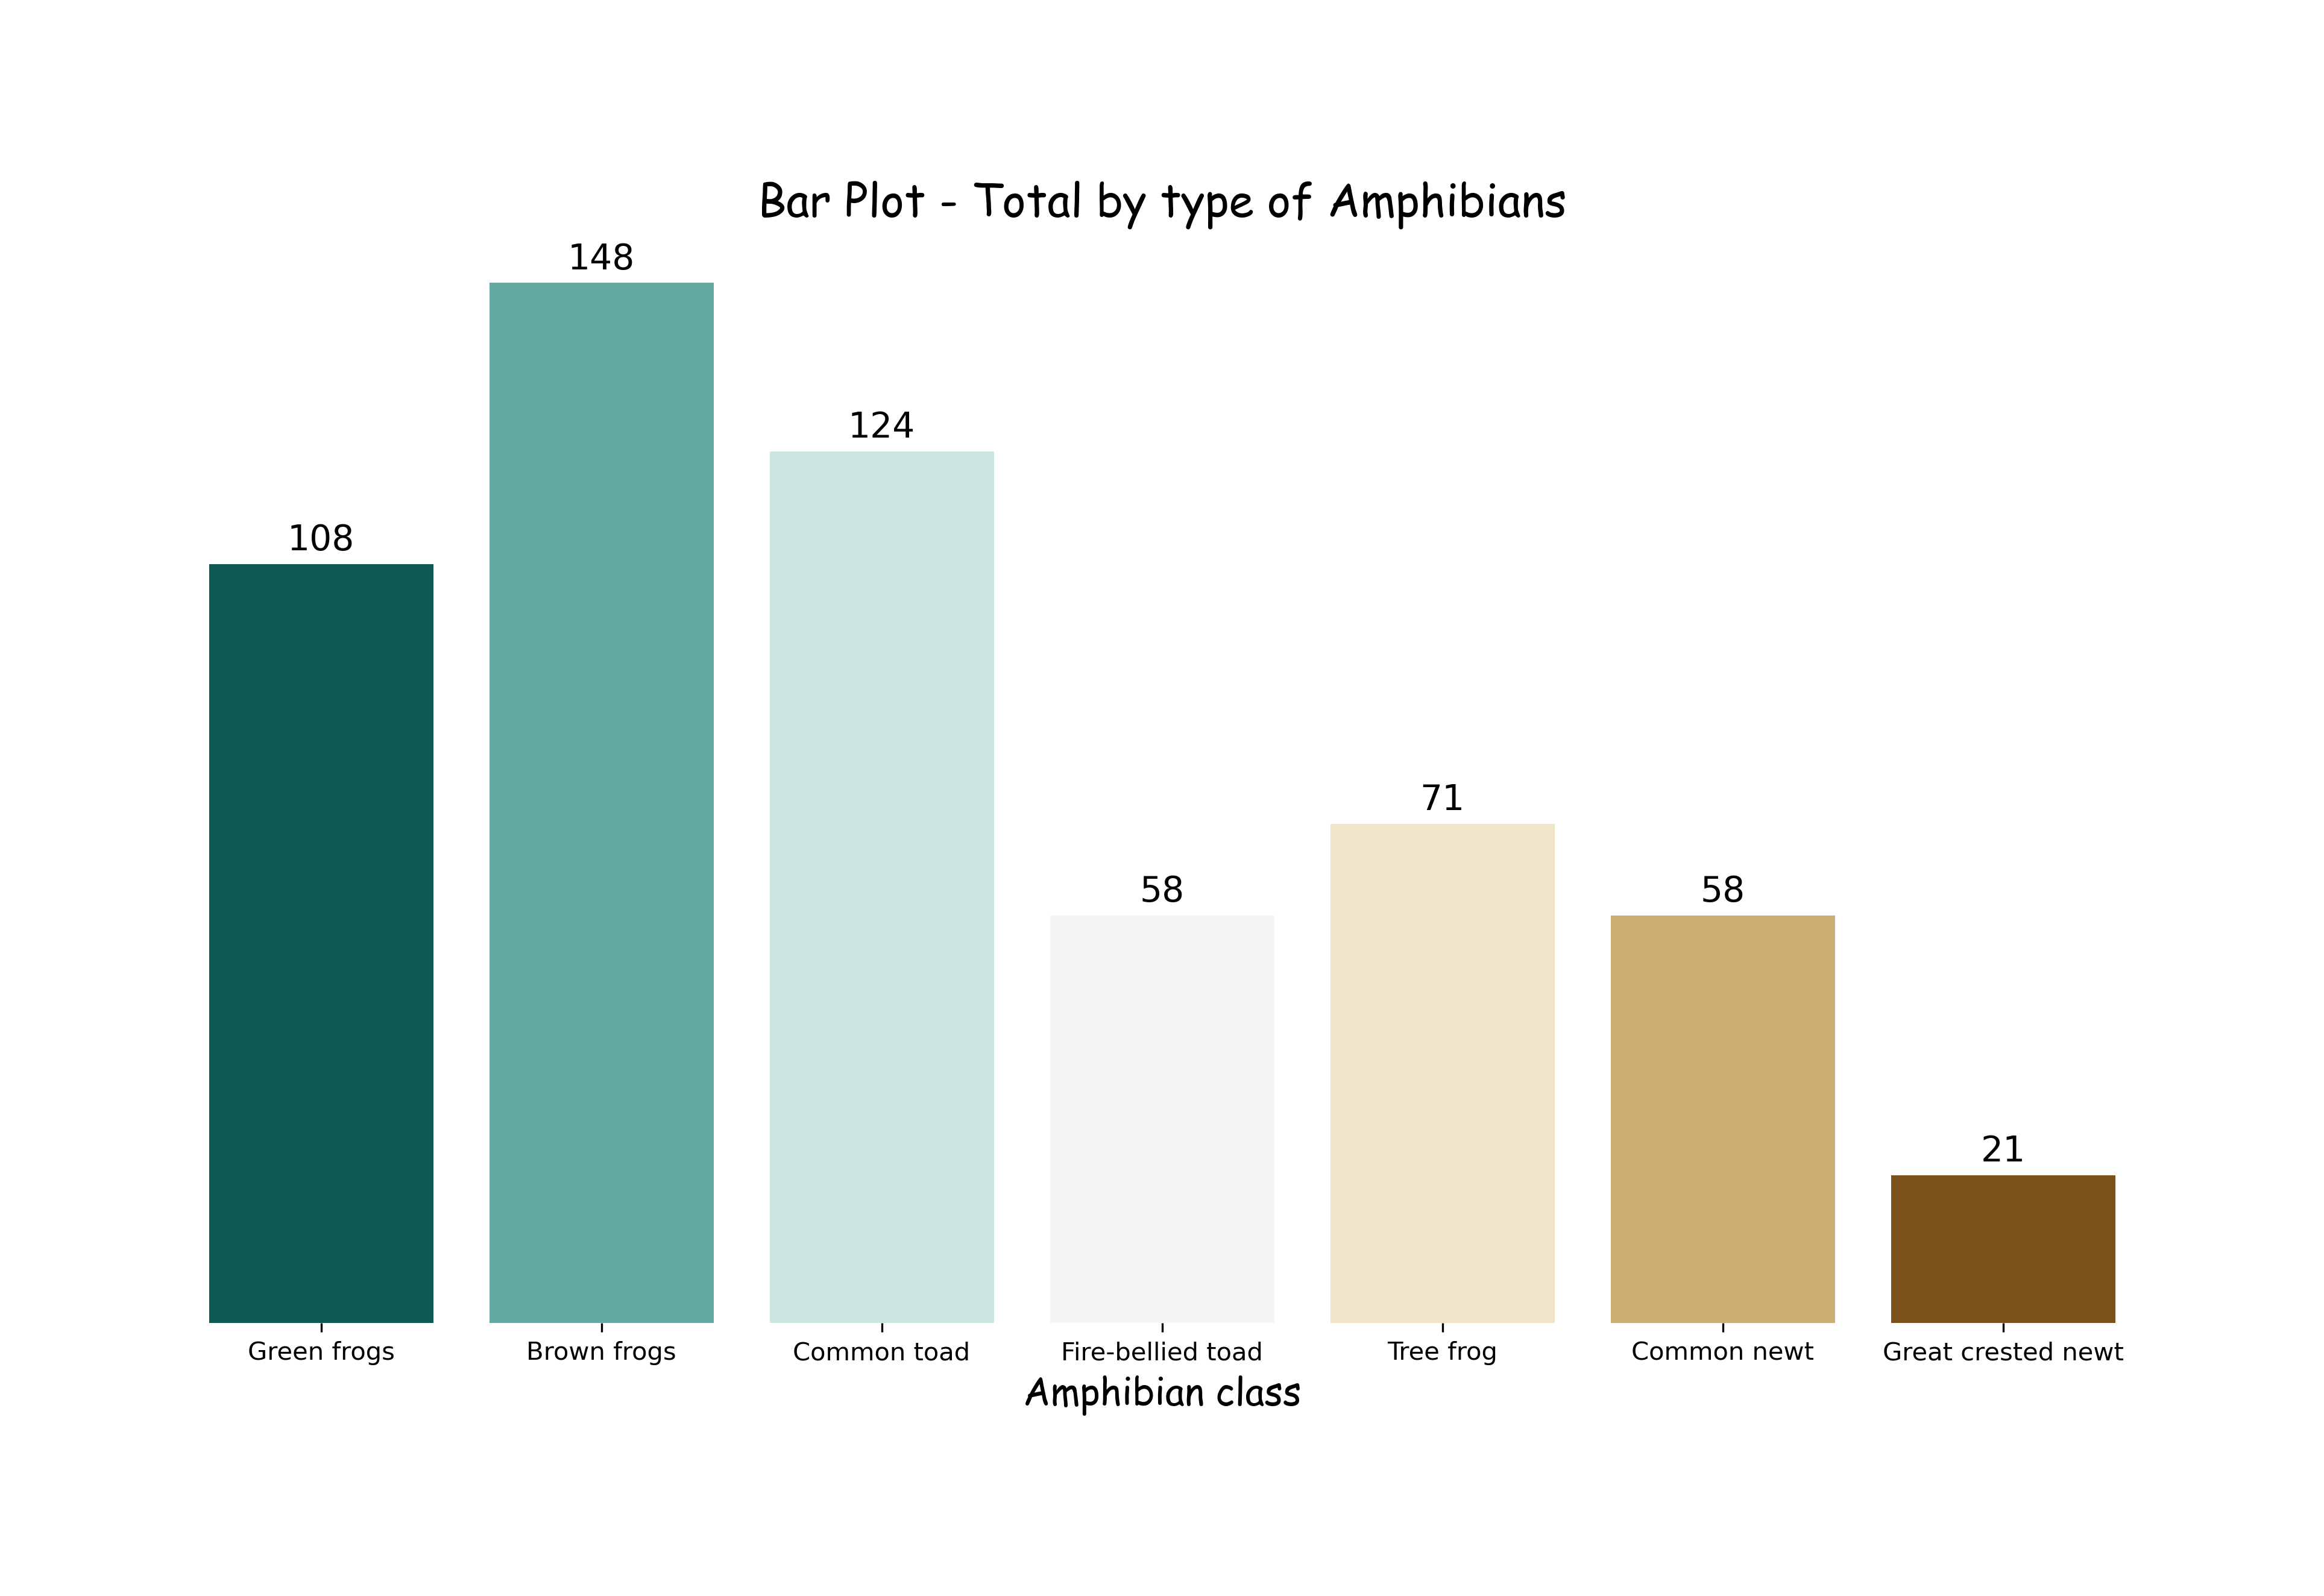 Bar Plot - Total by type of Amphibians
148
124
108
71
58
58
21
Green frogs
Brown frogs
Common toad
Fire-bellied toad
Tree frog
Common newt
Great crested newt
Amphibian class